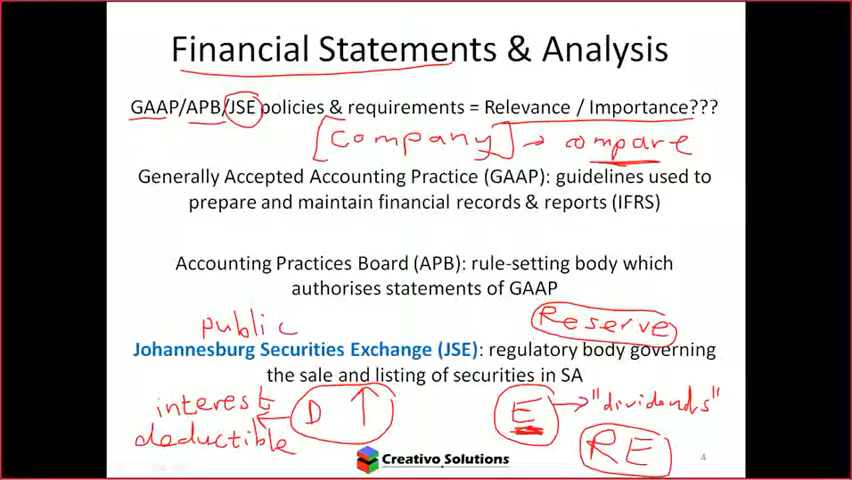 Financial Statements & Analysis
GAAP/APB/JSE policies & requirements = Relevance / Importance???
[Company] → compare
Generally Accepted Accounting Practice (GAAP): guidelines used to
prepare and maintain financial records & reports (IFRS)
Accounting Practices Board (APB): rule-setting body which
authorises statements of GAAP
public
Reserve
Johannesburg Securities Exchange (JSE): regulatory body governing
the sale and listing of securities in SA
interest
deductible
D ↑
E → "dividends"
RE
Creativo Solutions
4